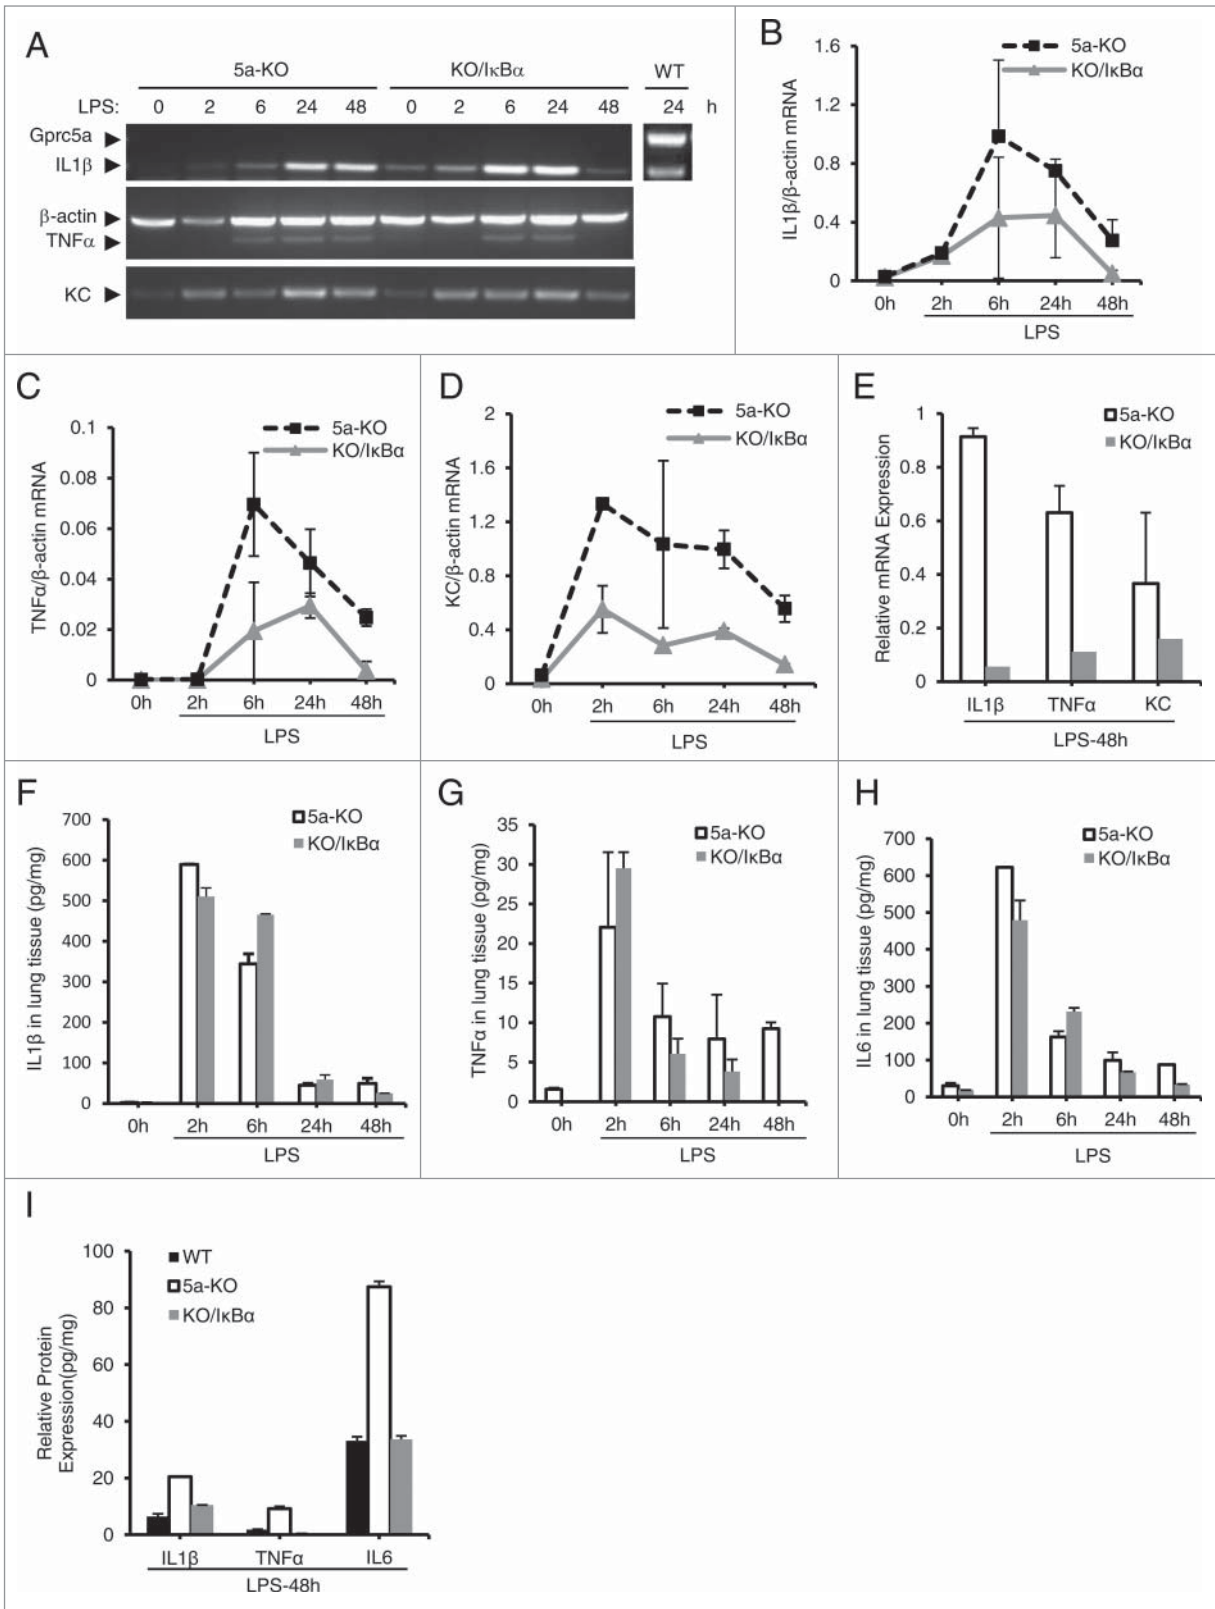 A
5a-KO KO/IκBα WT
LPS: 0 2 6 24 48 0 2 6 24 48 24 h
Gprc5a
IL1β
β-actin
TNFα
KC
B
IL1β/β-actin mRNA
1.6
1.2
0.8
0.4
0
5a-KO
KO/IκBα
0h 2h 6h 24h 48h
LPS
C
TNFα/β-actin mRNA
0.1
0.08
0.06
0.04
0.02
0
5a-KO
KO/IκBα
0h 2h 6h 24h 48h
LPS
D
KC/β-actin mRNA
2
1.6
1.2
0.8
0.4
0
5a-KO
KO/IκBα
0h 2h 6h 24h 48h
LPS
E
Relative mRNA Expression
1
0.8
0.6
0.4
0.2
0
5a-KO
KO/IκBα
IL1β TNFα KC
LPS-48h
F
IL1β in lung tissue (pg/mg)
700
600
500
400
300
200
100
0
5a-KO
KO/IκBα
0h 2h 6h 24h 48h
LPS
G
TNFα in lung tissue (pg/mg)
35
30
25
20
15
10
5
0
5a-KO
KO/IκBα
0h 2h 6h 24h 48h
LPS
H
IL6 in lung tissue (pg/mg)
700
600
500
400
300
200
100
0
5a-KO
KO/IκBα
0h 2h 6h 24h 48h
LPS
I
Relative Protein
Expression(pg/mg)
100
80
60
40
20
0
WT
5a-KO
KO/IκBα
IL1β TNFα IL6
LPS-48h